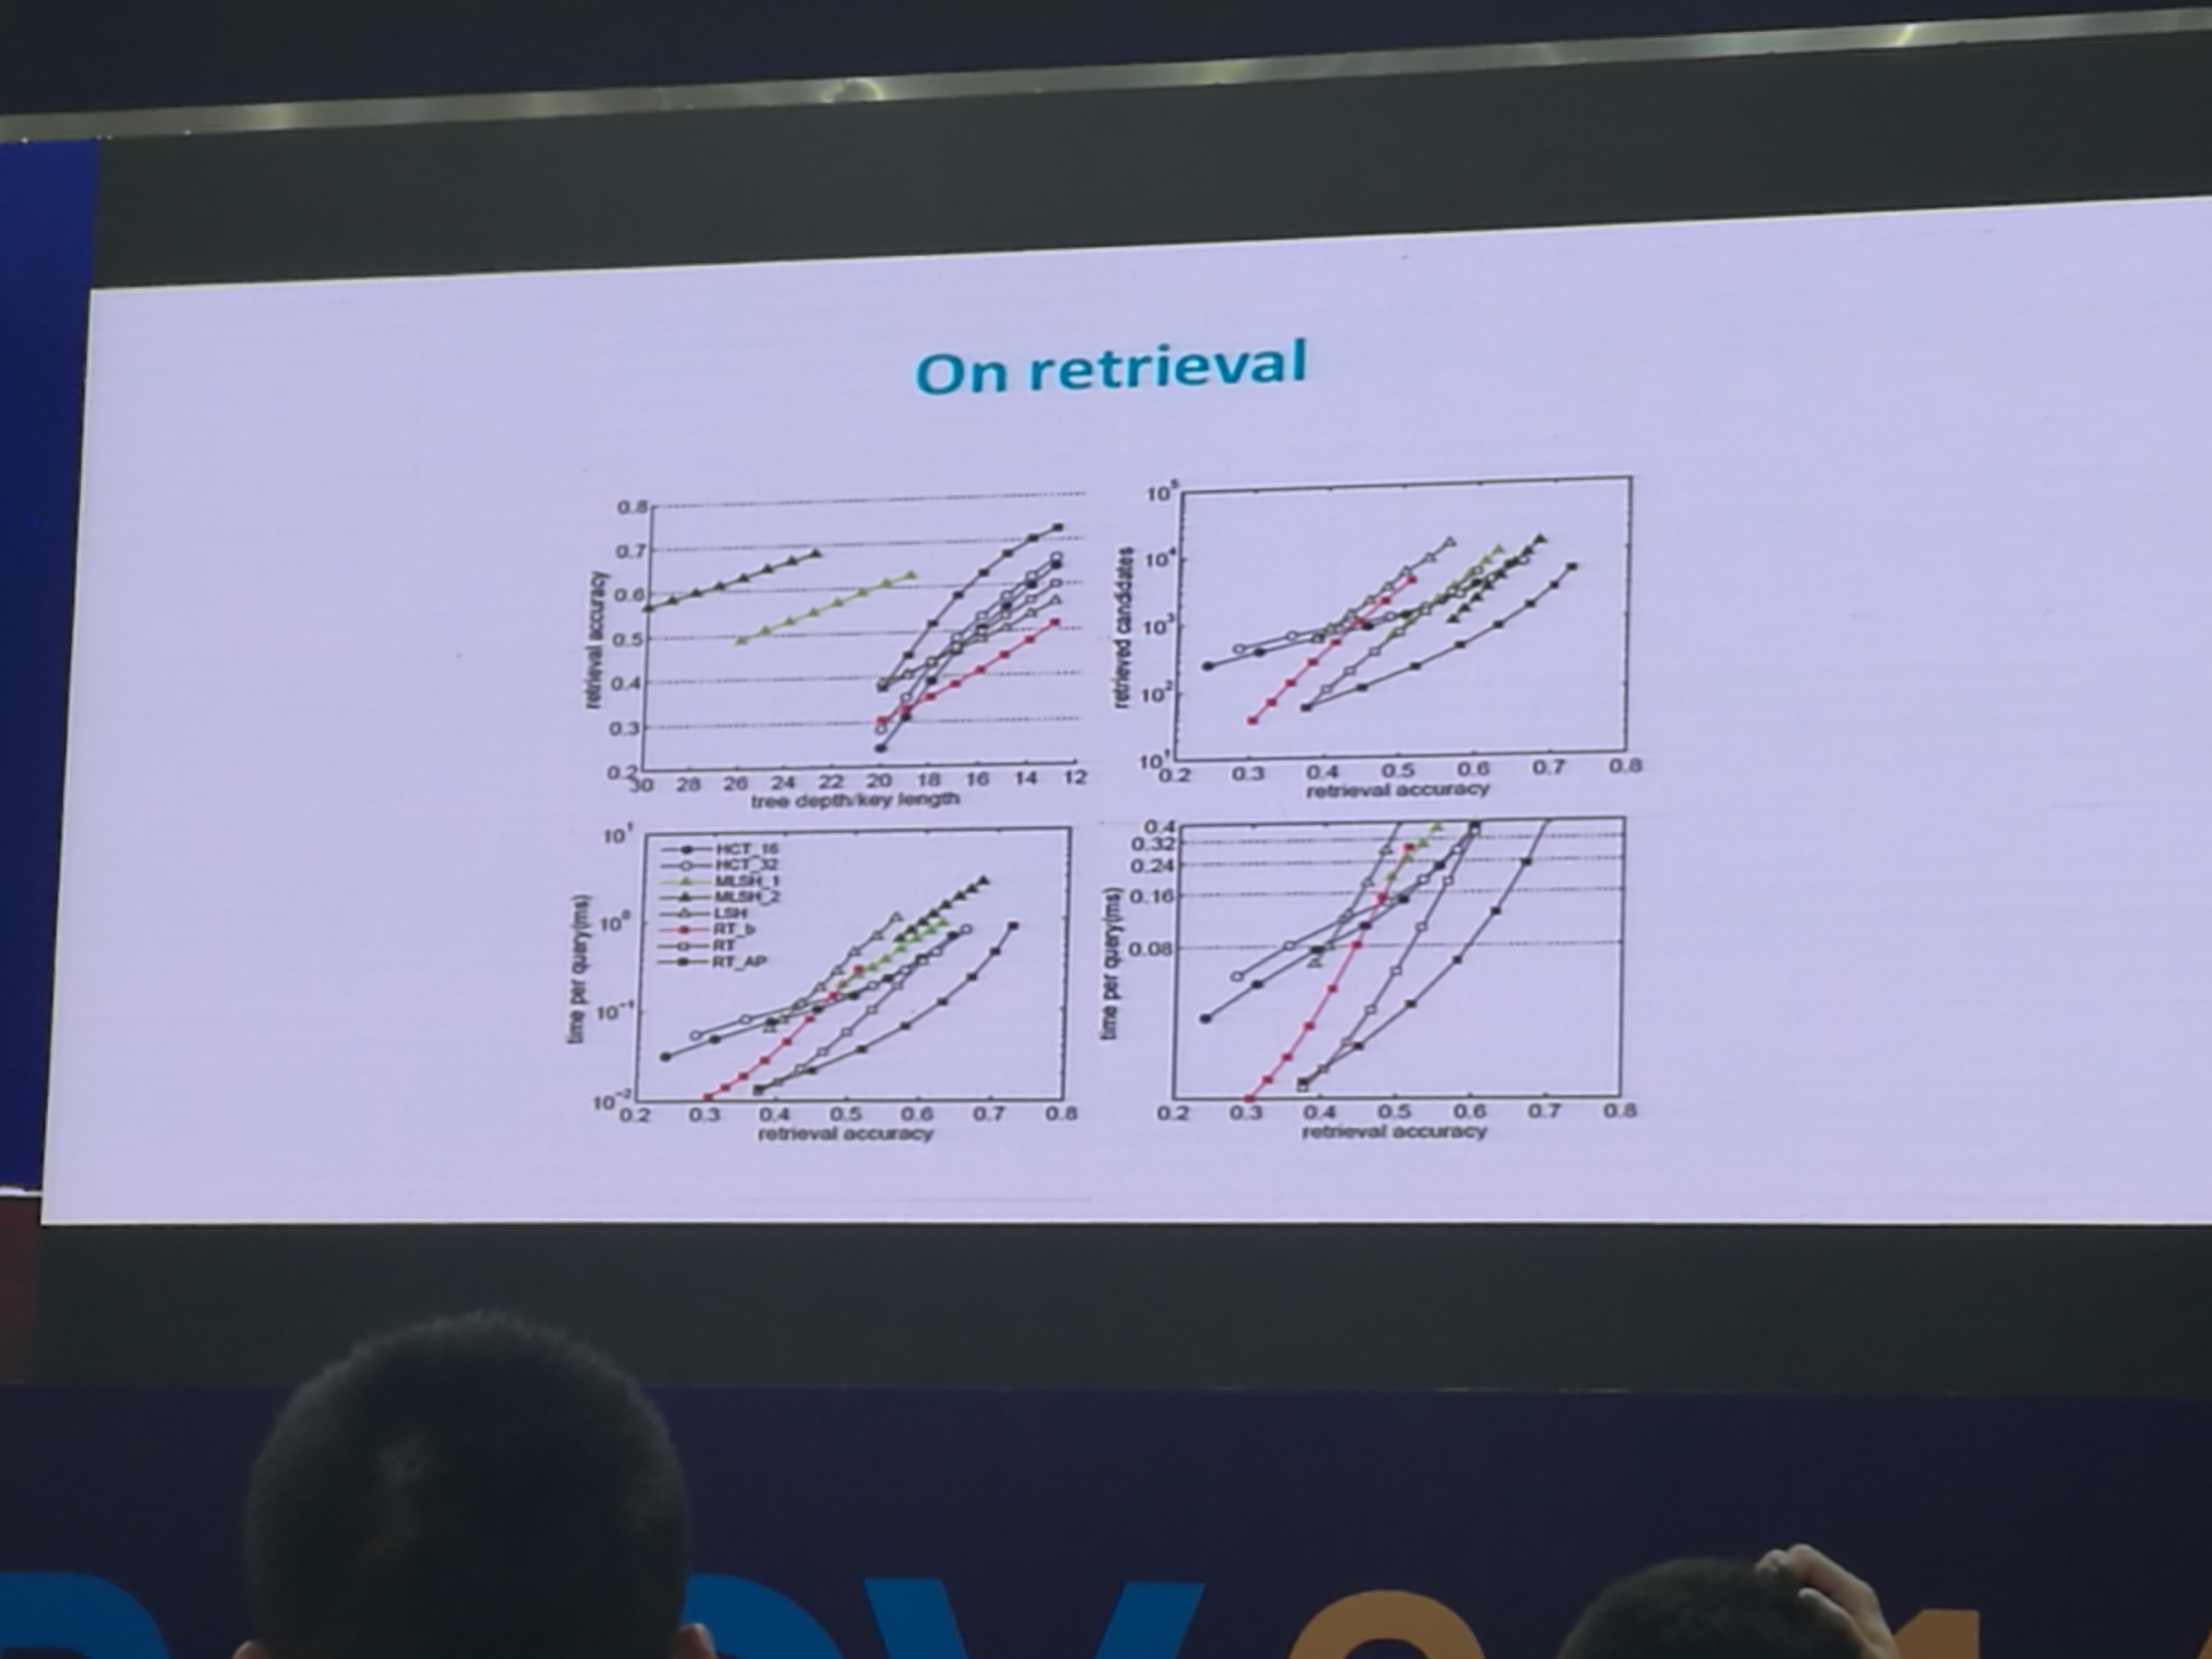 On retrieval
0.8
0.7
0.6
0.5
0.4
0.3
0.2
retrieval accuracy
30 28 26 24 22 20 18 16 14 12
tree depth/key length
10^5
10^4
10^3
10^2
10^1
retrieved candidates
0.2 0.3 0.4 0.5 0.6 0.7 0.8
retrieval accuracy
10^1
10^0
10^-1
10^-2
time per query(ms)
HCT_16
HCT_32
MLSH_1
MLSH_2
LSH
RT_b
RT
RT_AP
0.2 0.3 0.4 0.5 0.6 0.7 0.8
retrieval accuracy
0.4
0.32
0.24
0.16
0.08
time per query(ms)
0.2 0.3 0.4 0.5 0.6 0.7 0.8
retrieval accuracy